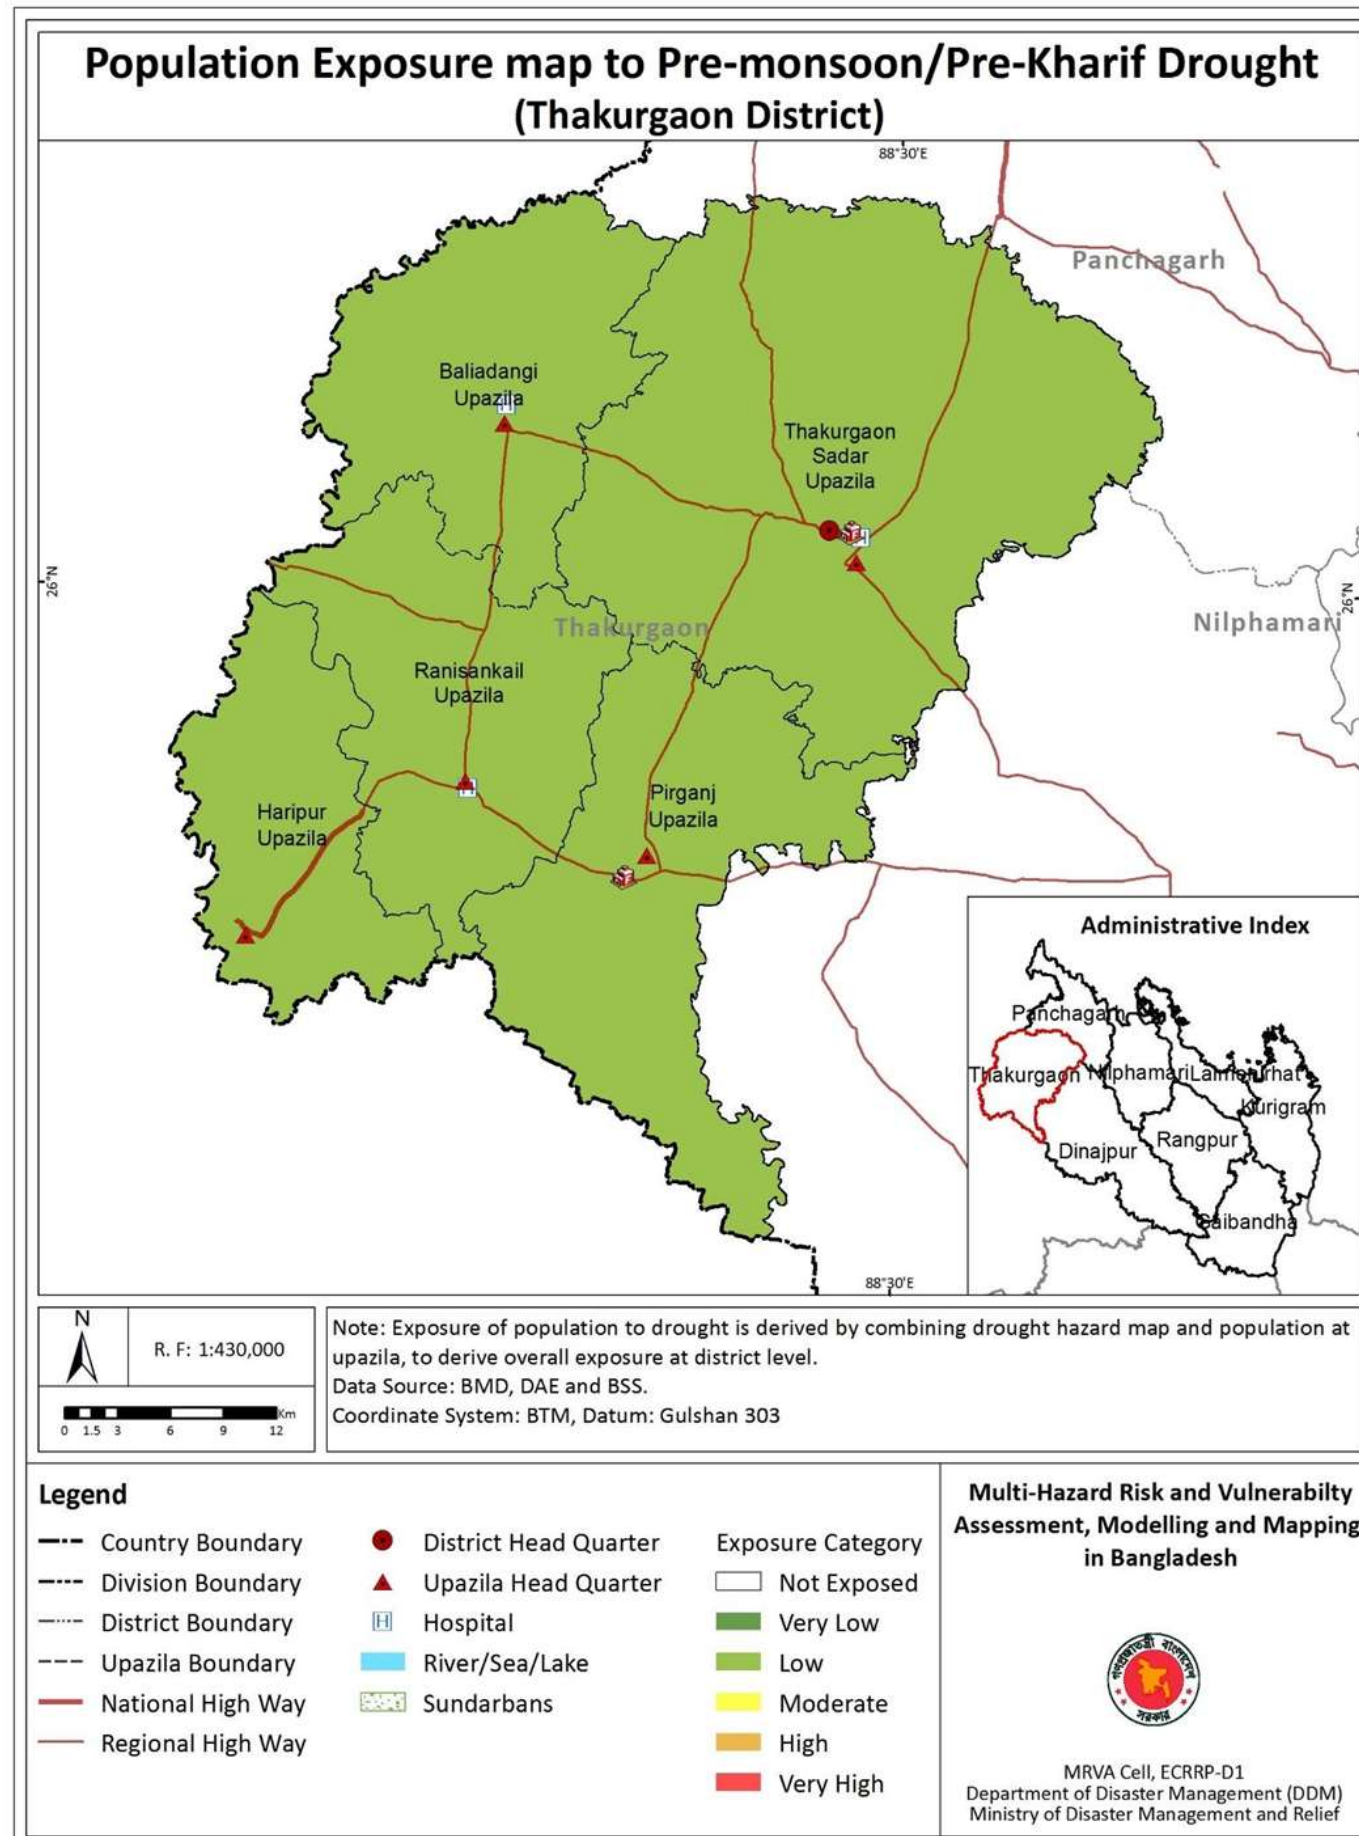 Population Exposure map to Pre-monsoon/Pre-Kharif Drought
(Thakurgaon District)
88°30'E
Panchagarh
Baliadangi
Upazila
H
Thakurgaon
Sadar
Upazila
H
26°N
26°N
Nilphamari
Thakurgaon
Ranisankail
Upazila
H
Pirganj
Upazila
Haripur
Upazila
88°30'E
Administrative Index
Panchagarh
Thakurgaon
Nilphamari
Lalmonirhat
Kurigram
Rangpur
Dinajpur
Gaibandha
N
R. F: 1:430,000
Km
0 1.5 3 6 9 12
Note: Exposure of population to drought is derived by combining drought hazard map and population at
upazila, to derive overall exposure at district level.
Data Source: BMD, DAE and BSS.
Coordinate System: BTM, Datum: Gulshan 303
Legend
Country Boundary
Division Boundary
District Boundary
Upazila Boundary
National High Way
Regional High Way
District Head Quarter
Upazila Head Quarter
H Hospital
River/Sea/Lake
Sundarbans
Exposure Category
Not Exposed
Very Low
Low
Moderate
High
Very High
Multi-Hazard Risk and Vulnerabilty
Assessment, Modelling and Mapping
in Bangladesh
গণপ্রজাতন্ত্রী বাংলাদেশ
সরকার
MRVA Cell, ECRRP-D1
Department of Disaster Management (DDM)
Ministry of Disaster Management and Relief